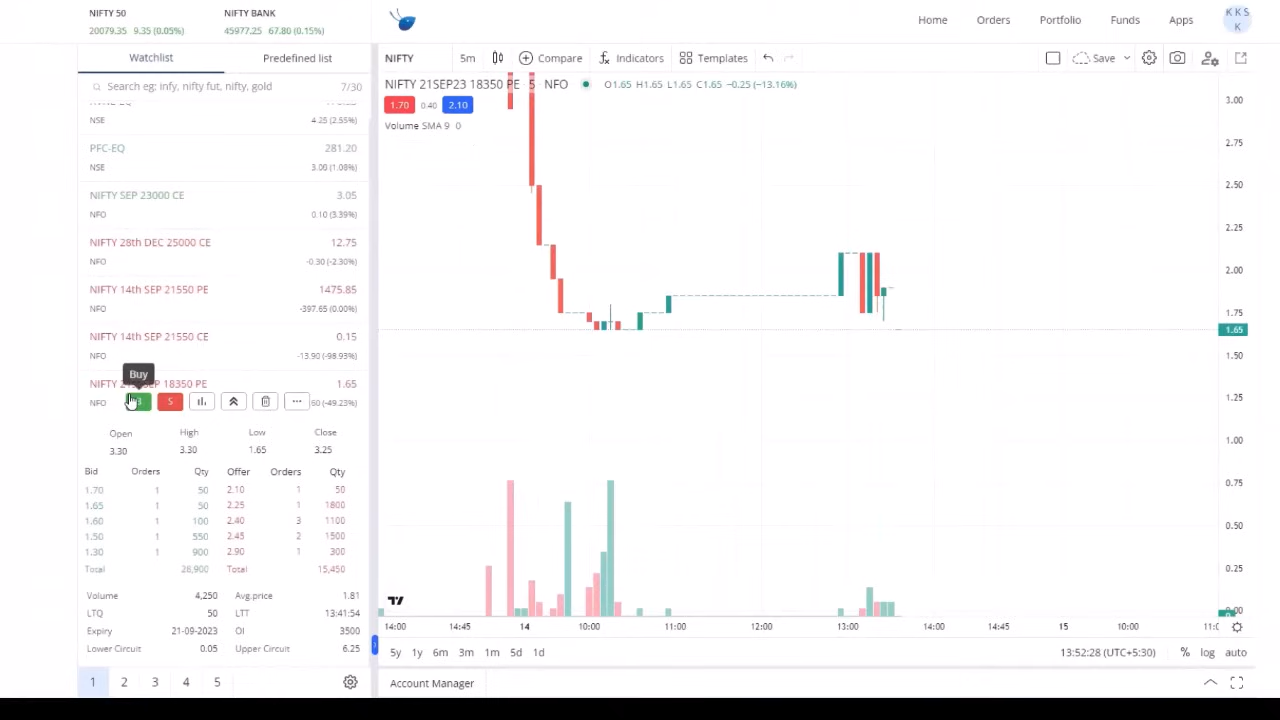 NIFTY 50
20079.35 9.35 (0.05%)
NIFTY BANK
45977.25 67.80 (0.15%)
Home Orders Portfolio Funds Apps
KKS
K
Watchlist Predefined list
Search eg: infy, nifty fut, nifty, gold 7/30
NSE 4.25 (2.55%)
PFC-EQ 281.20
NSE 3.00 (1.08%)
NIFTY SEP 23000 CE 3.05
NFO 0.10 (3.39%)
NIFTY 28th DEC 25000 CE 12.75
NFO -0.30 (-2.30%)
NIFTY 14th SEP 21550 PE 1475.85
NFO -397.65 (0.00%)
NIFTY 14th SEP 21550 CE 0.15
NFO -13.90 (-98.93%)
Buy
NIFTY SEP 18350 PE 1.65
NFO S 60 (-49.23%)
Open High Low Close
3.30 3.30 1.65 3.25
Bid Orders Qty Offer Orders Qty
1.70 1 50 2.10 1 50
1.65 1 50 2.25 1 1800
1.60 1 100 2.40 3 1100
1.50 1 550 2.45 2 1500
1.30 1 900 2.90 1 300
Total 28,900 Total 15,450
Volume 4,250 Avg.price 1.81
LTQ 50 LTT 13:41:54
Expiry 21-09-2023 OI 3500
Lower Circuit 0.05 Upper Circuit 6.25
1 2 3 4 5
NIFTY 5m Compare Indicators Templates Save
NIFTY 21SEP23 18350 PE 5 NFO O1.65 H1.65 L1.65 C1.65 −0.25 (−13.16%)
1.70 0.40 2.10
Volume SMA 9 0
3.00
2.75
2.50
2.25
2.00
1.75
1.65
1.50
1.25
1.00
0.75
0.50
0.25
0.00
14:00 14:45 14 10:00 11:00 12:00 13:00 14:00 14:45 15 10:00
5y 1y 6m 3m 1m 5d 1d 13:52:28 (UTC+5:30) % log auto
Account Manager